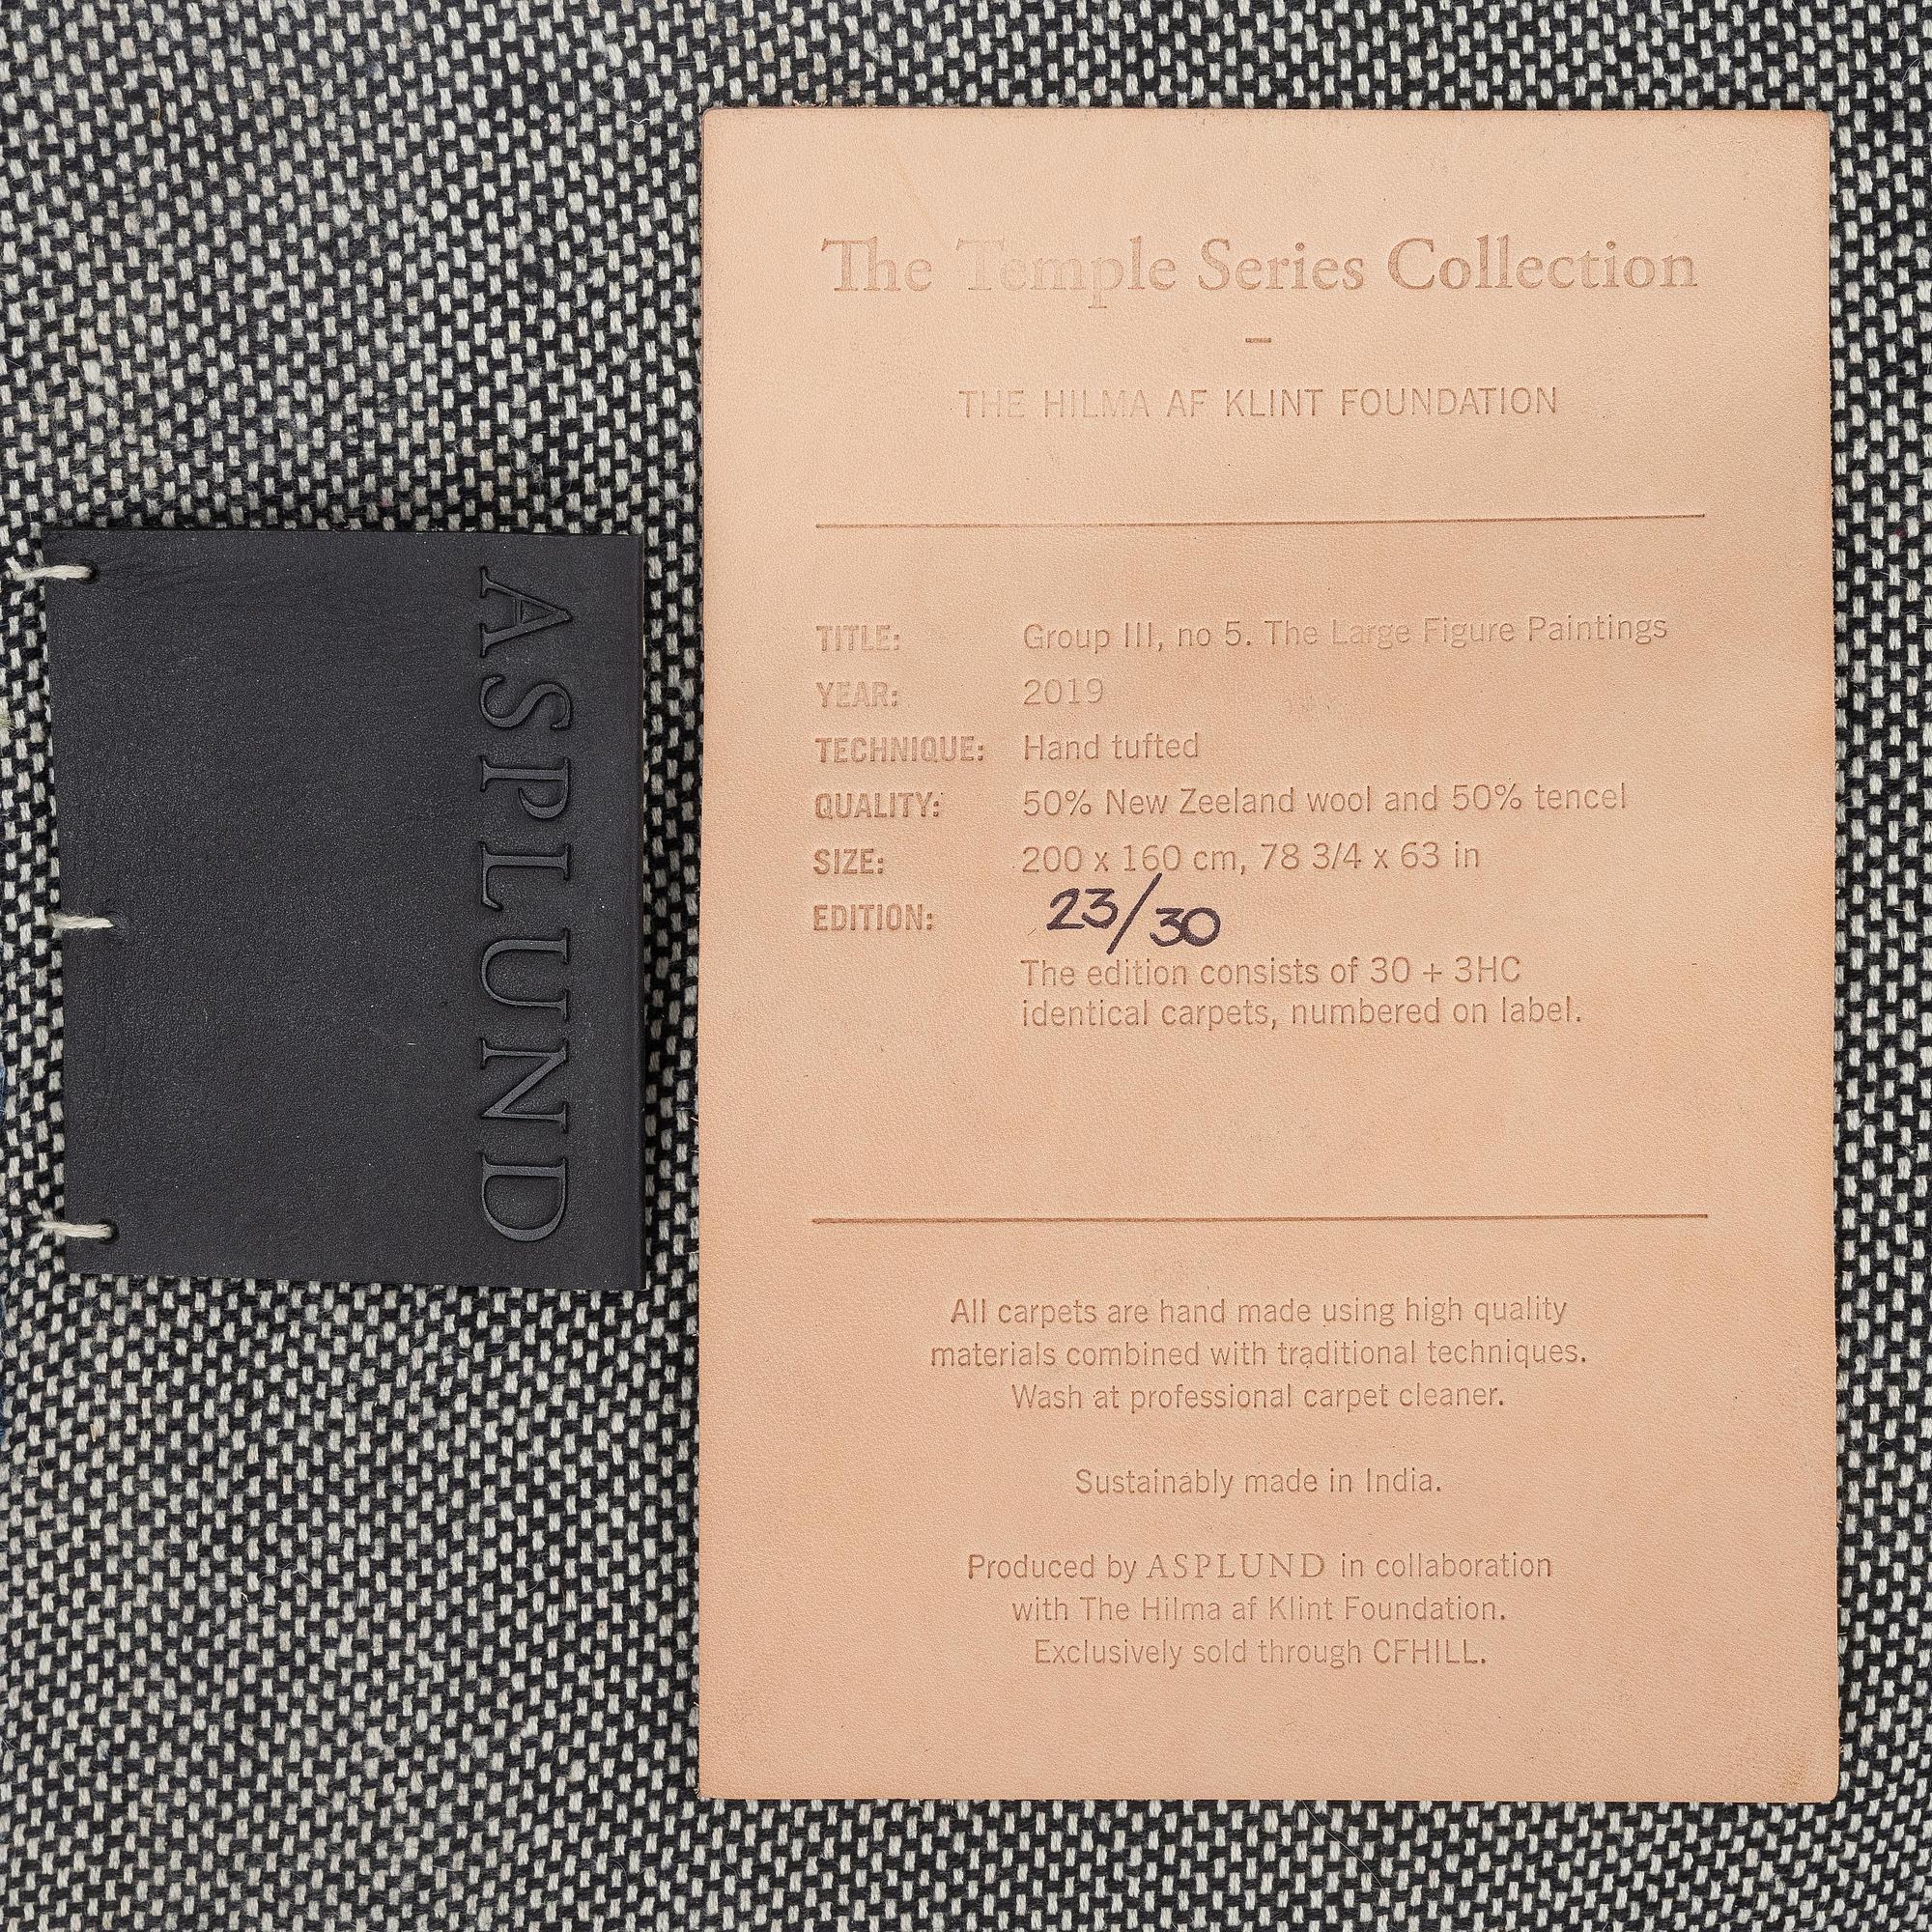 ASPLUND
The Temple Series Collection
–
THE HILMA AF KLINT FOUNDATION
TITLE: Group III, no 5. The Large Figure Paintings
YEAR: 2019
TECHNIQUE: Hand tufted
QUALITY: 50% New Zeeland wool and 50% tencel
SIZE: 200 x 160 cm, 78 3/4 x 63 in
EDITION: 23/30
The edition consists of 30 + 3HC
identical carpets, numbered on label.
All carpets are hand made using high quality
materials combined with traditional techniques.
Wash at professional carpet cleaner.
Sustainably made in India.
Produced by ASPLUND in collaboration
with The Hilma af Klint Foundation.
Exclusively sold through CFHILL.